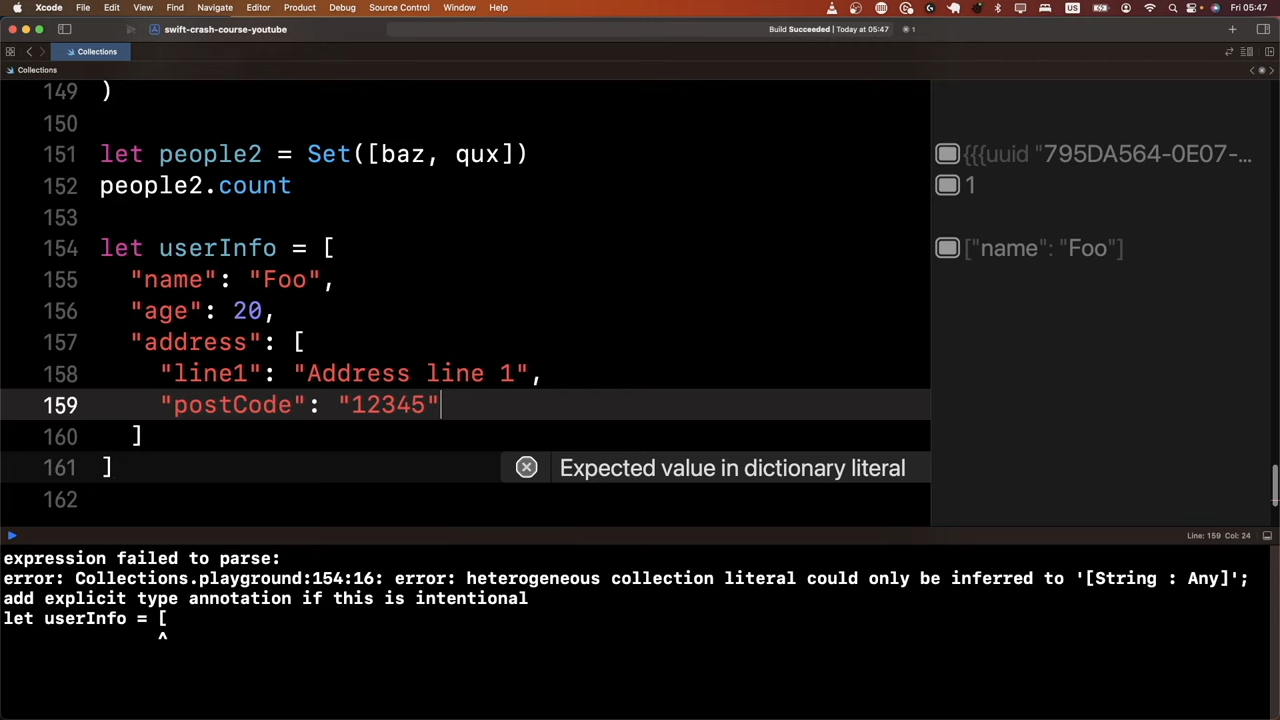 Xcode File Edit View Find Navigate Editor Product Debug Source Control Window Help US Fri 05:47
swift-crash-course-youtube Build Succeeded | Today at 05:47 1
Collections
Collections
149 )
150
151 let people2 = Set([baz, qux]) {{{uuid "795DA564-0E07-...
152 people2.count 1
153
154 let userInfo = [ ["name": "Foo"]
155 "name": "Foo",
156 "age": 20,
157 "address": [
158 "line1": "Address line 1",
159 "postCode": "12345"
160 ]
161 ] Expected value in dictionary literal
162
Line: 159 Col: 24
expression failed to parse:
error: Collections.playground:154:16: error: heterogeneous collection literal could only be inferred to '[String : Any]';
add explicit type annotation if this is intentional
let userInfo = [
^